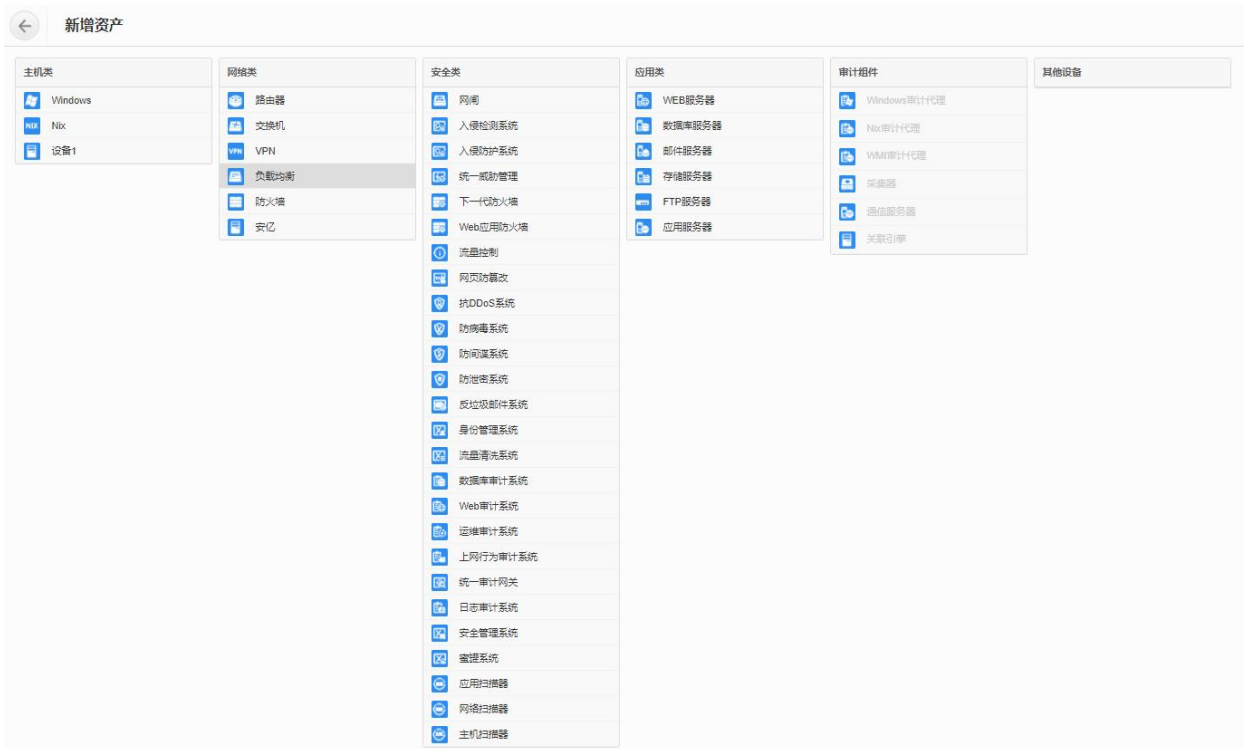 新增资产
主机类
Windows
Nix
设备1
网络类
路由器
交换机
VPN
负载均衡
防火墙
安亿
安全类
网闸
入侵检测系统
入侵防护系统
统一威胁管理
下一代防火墙
Web应用防火墙
流量控制
网页防篡改
抗DDoS系统
防病毒系统
防间谍系统
防泄密系统
反垃圾邮件系统
身份管理系统
流量清洗系统
数据库审计系统
Web审计系统
运维审计系统
上网行为审计系统
统一审计网关
日志审计系统
安全管理系统
蜜罐系统
应用扫描器
网络扫描器
主机扫描器
应用类
WEB服务器
数据库服务器
邮件服务器
存储服务器
FTP服务器
应用服务器
审计组件
Windows审计代理
Nix审计代理
WMI审计代理
采集器
通信服务器
关联引擎
其他设备